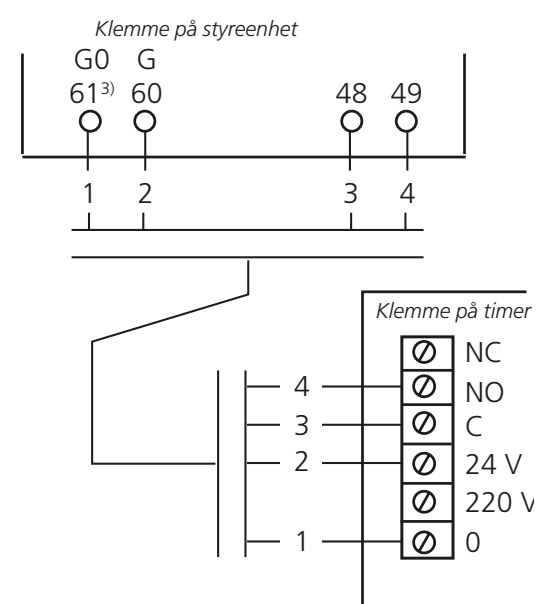 Klemme på styreenhet
G0 G
61³⁾ 60 48 49
1 2 3 4
Klemme på timer
NC
4 NO
3 C
2 24 V
220 V
1 0